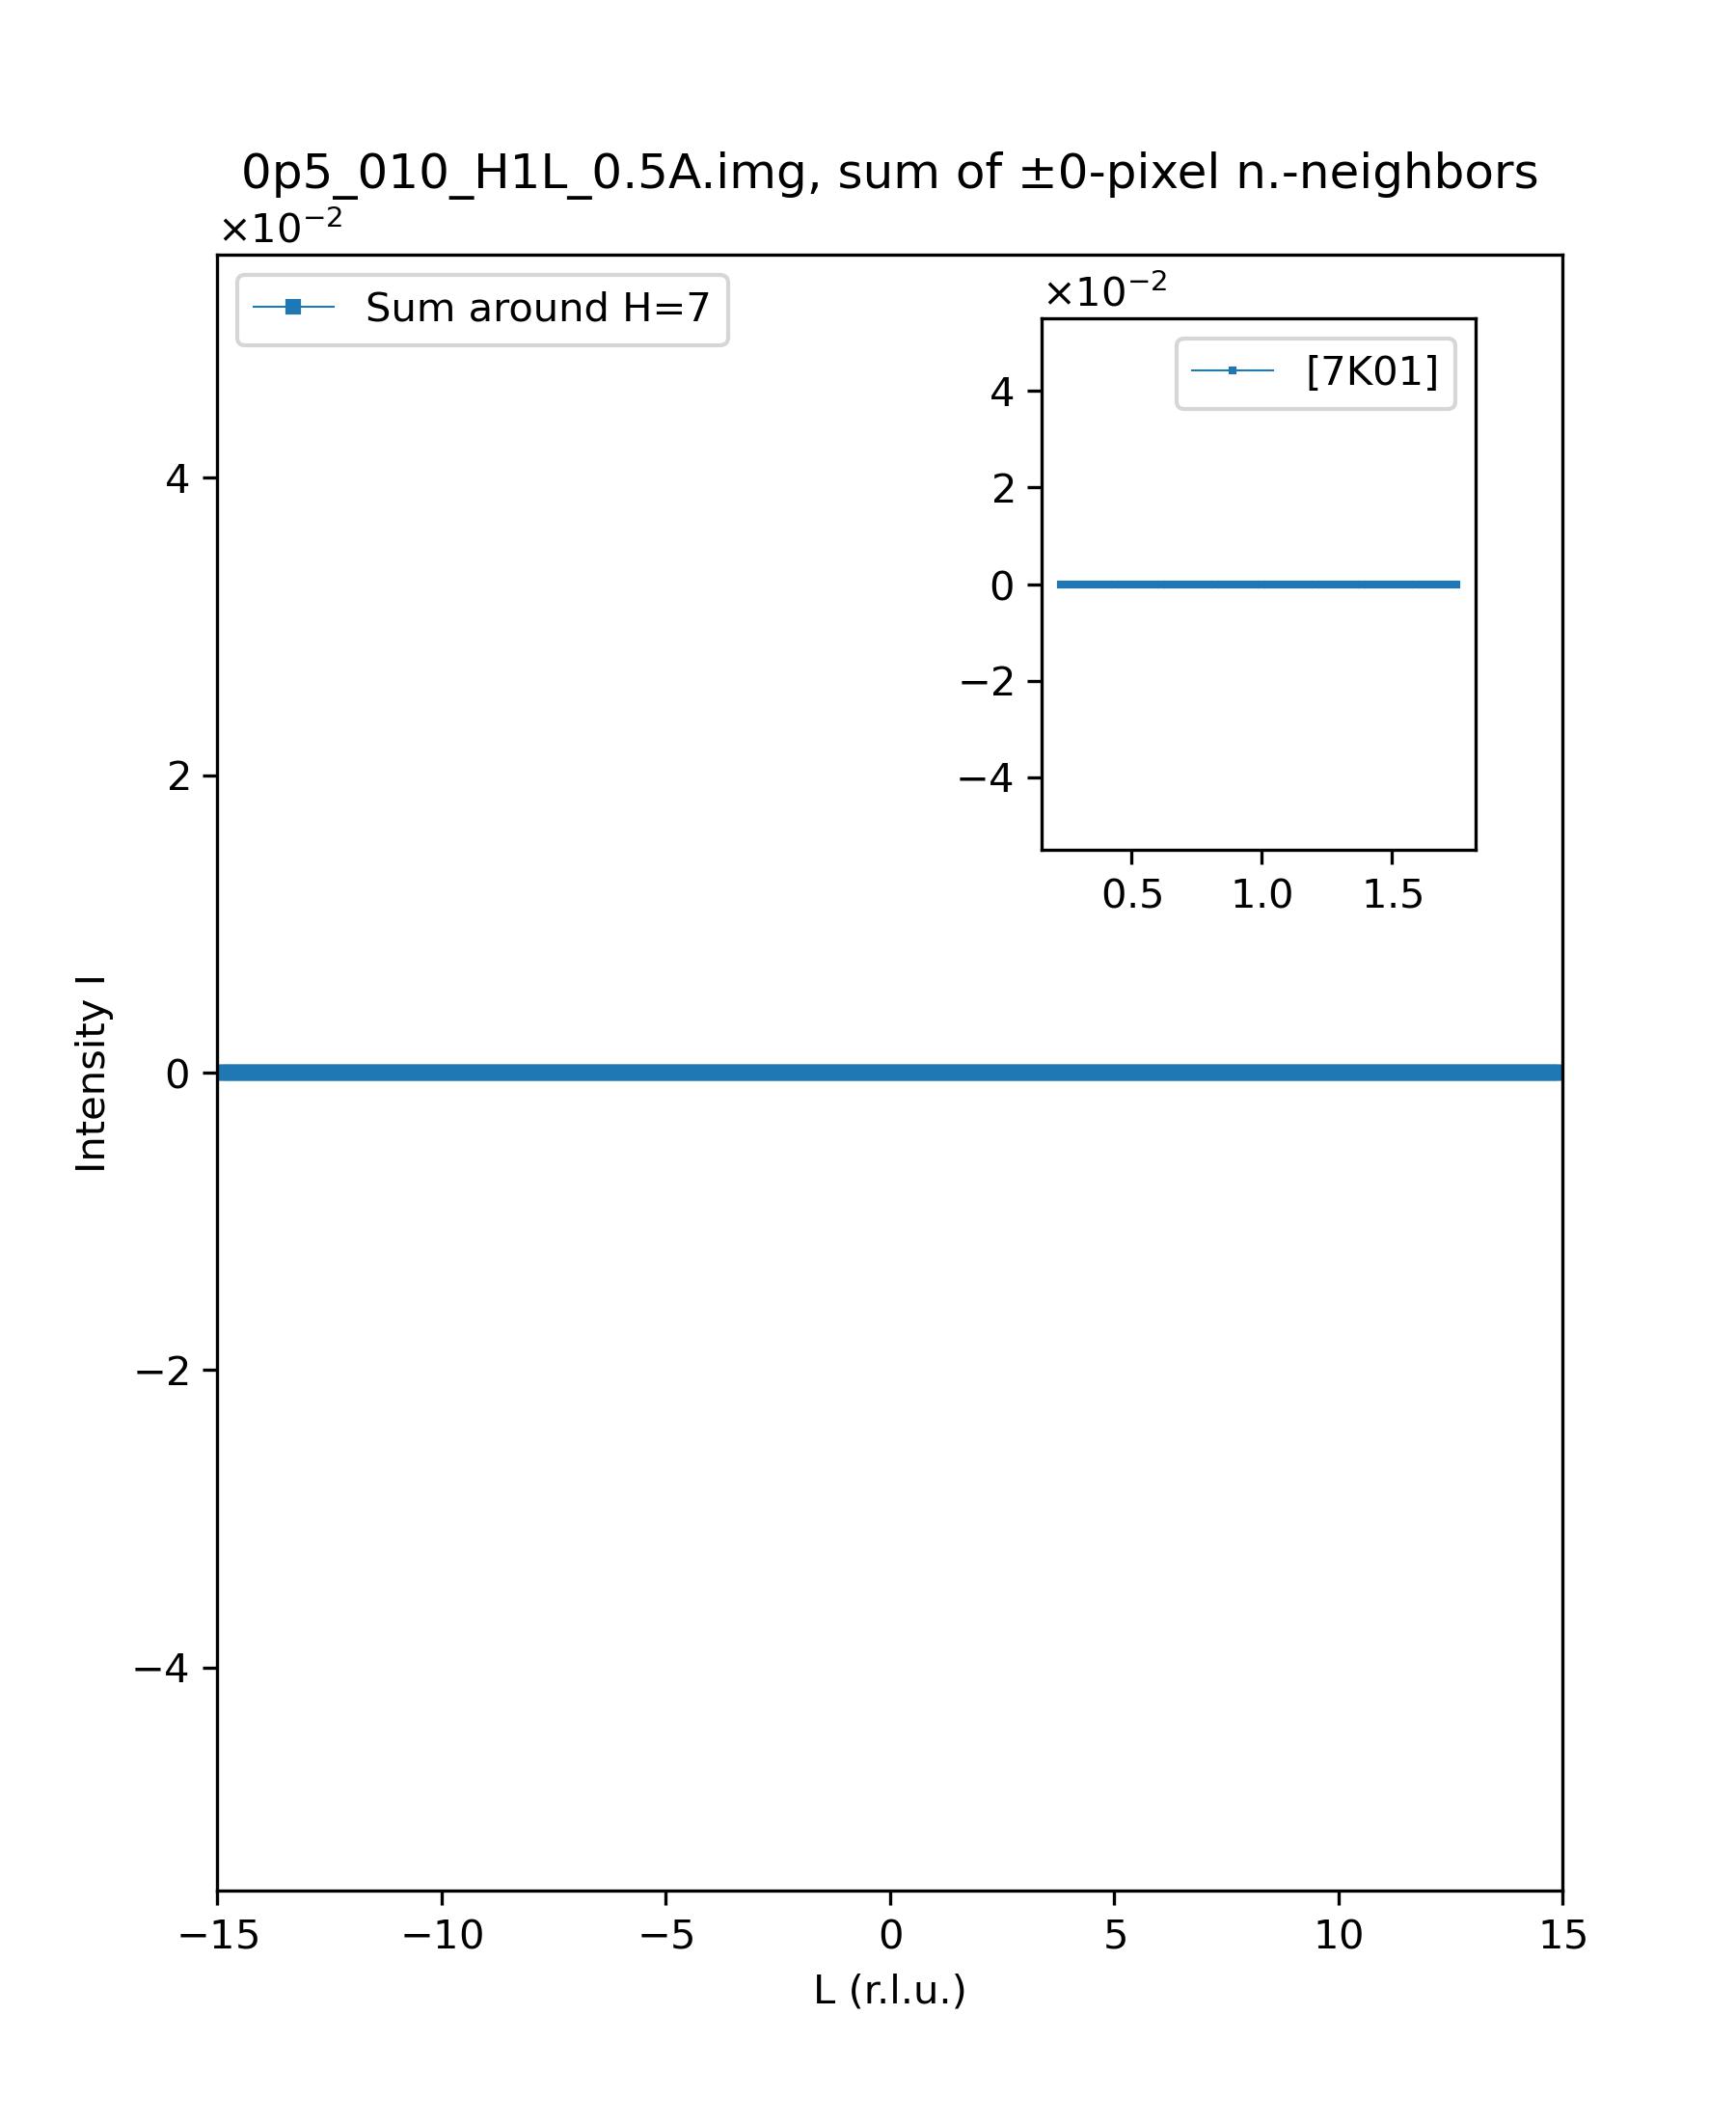 0p5_010_H1L_0.5A.img, sum of ±0-pixel n.-neighbors
×10⁻²
Sum around H=7
×10⁻²
[7K01]
4
2
0
−2
−4
0.5 1.0 1.5
4
2
0
−2
−4
Intensity I
−15 −10 −5 0 5 10 15
L (r.l.u.)